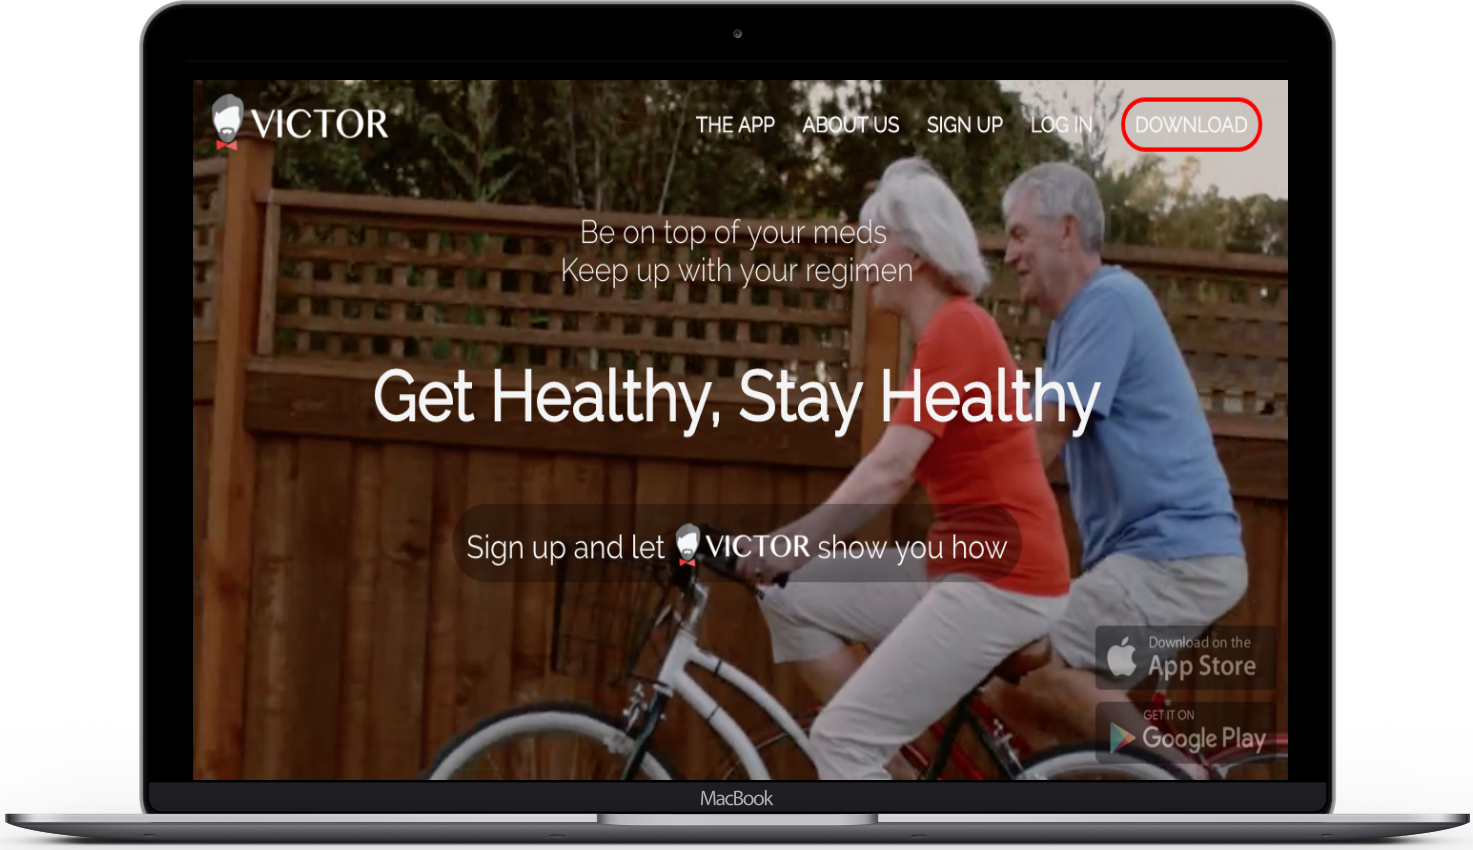 VICTOR
THE APP ABOUT US SIGN UP LOG IN DOWNLOAD
Be on top of your meds
Keep up with your regimen
Get Healthy, Stay Healthy
Sign up and let VICTOR show you how
Download on the
App Store
GET IT ON
Google Play
MacBook